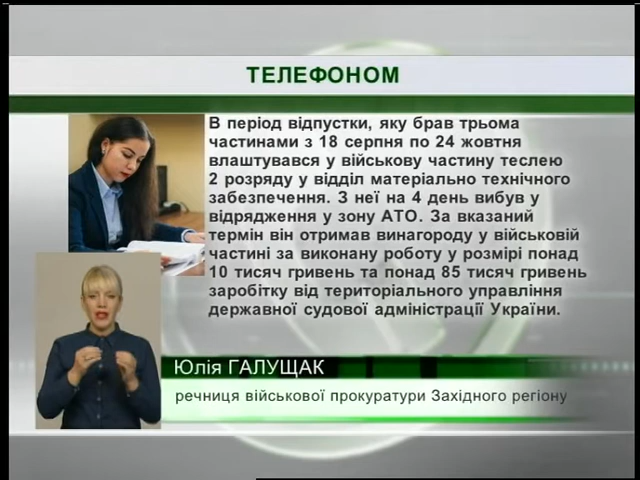 ТЕЛЕФОНОМ
В період відпустки, яку брав трьома
частинами з 18 серпня по 24 жовтня
влаштувався у військову частину теслею
2 розряду у відділ матеріально технічного
забезпечення. З неї на 4 день вибув у
відрядження у зону АТО. За вказаний
термін він отримав винагороду у військовій
частині за виконану роботу у розмірі понад
10 тисяч гривень та понад 85 тисяч гривень
заробітку від територіального управління
державної судової адміністрації України.
Юлія ГАЛУЩАК
речниця військової прокуратури Західного регіону